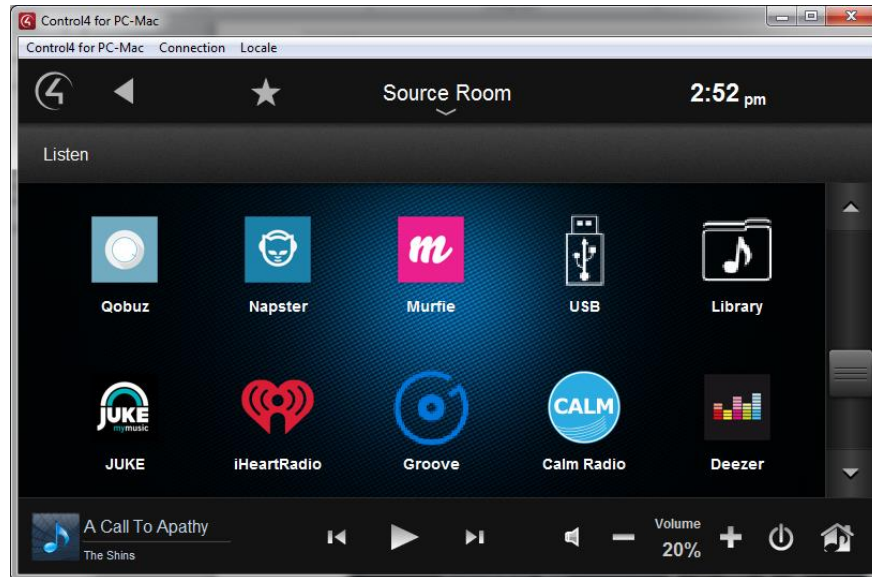 Control4 for PC-Mac
Control4 for PC-Mac Connection Locale
4 Source Room 2:52 pm
Listen
m
Qobuz Napster Murfie USB Library
JUKE mymusic CALM
JUKE iHeartRadio Groove Calm Radio Deezer
A Call To Apathy Volume
The Shins 20%